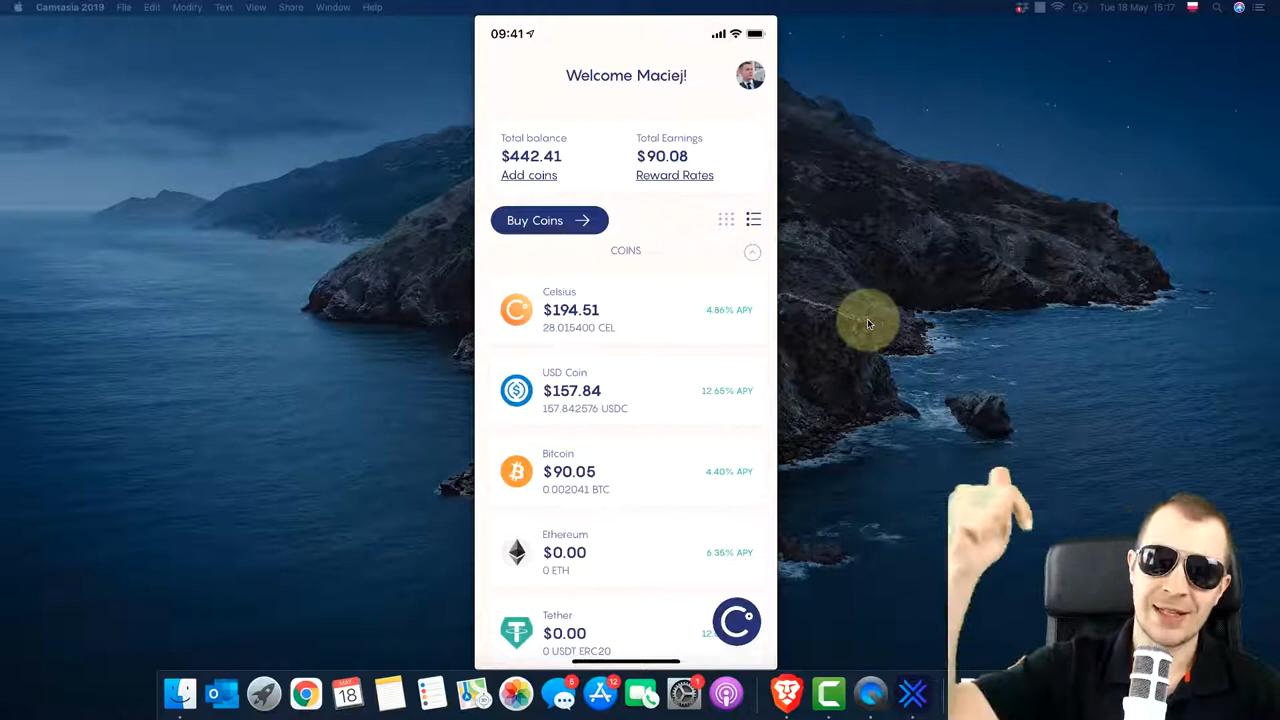 Camtasia 2019 File Edit Modify Text View Share Window Help
Tue 18 May 15:17
09:41
Welcome Maciej!
Total balance
$442.41
Add coins
Total Earnings
$90.08
Reward Rates
Buy Coins
COINS
Celsius
$194.51
28.015400 CEL
4.86% APY
USD Coin
$157.84
157.842576 USDC
12.65% APY
Bitcoin
$90.05
0.002041 BTC
4.40% APY
Ethereum
$0.00
0 ETH
6.35% APY
Tether
$0.00
0 USDT ERC20
MAY
18
5
12
1